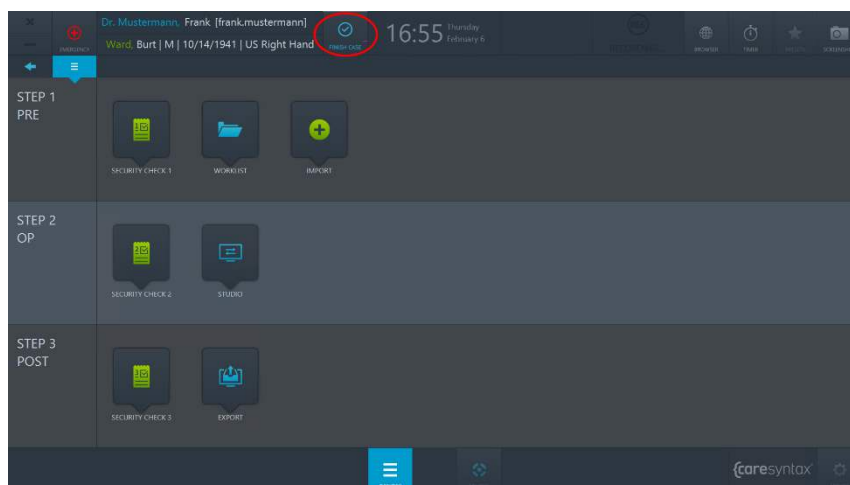 Dr. Mustermann, Frank [frank.mustermann]
Ward, Burt | M | 10/14/1941 | US Right Hand
EMERGENCY
FINISH CASE
16:55
Thursday
February 6
BROWSER
TIMER
STEP 1
PRE
SECURITY CHECK 1
WORKLIST
IMPORT
STEP 2
OP
SECURITY CHECK 2
STUDIO
STEP 3
POST
SECURITY CHECK 3
EXPORT
{caresyntax